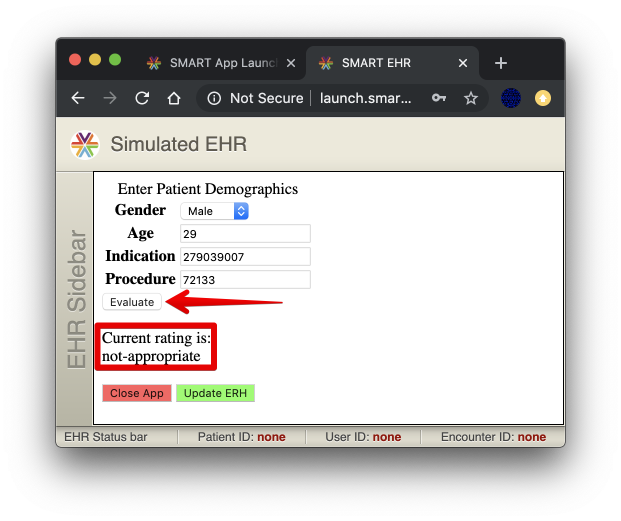 SMART App Launc
SMART EHR
Not Secure
launch.smar...
Simulated EHR
EHR Sidebar
Enter Patient Demographics
Gender Male
Age 29
Indication 279039007
Procedure 72133
Evaluate
Current rating is:
not-appropriate
Close App Update ERH
EHR Status bar Patient ID: none User ID: none Encounter ID: none